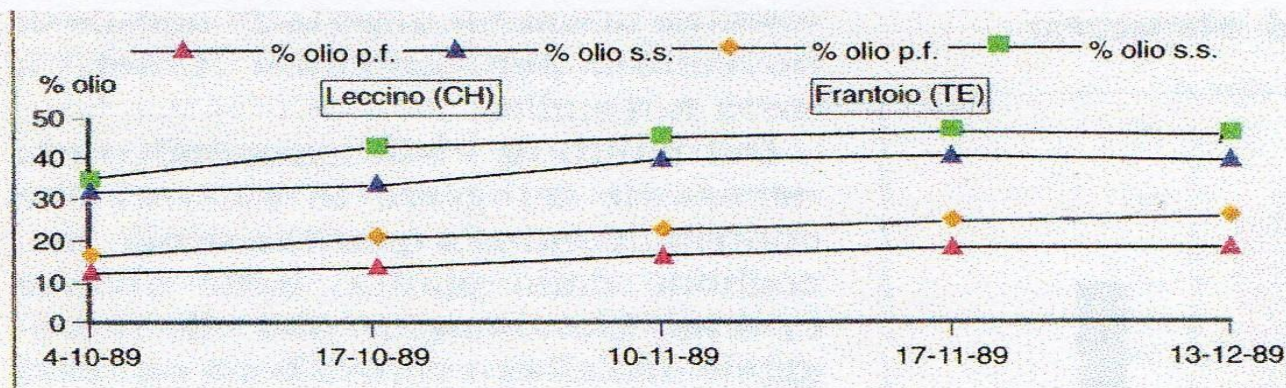 % olio p.f. % olio s.s. % olio p.f. % olio s.s.
% olio
Leccino (CH) Frantoio (TE)
50
40
30
20
10
0
4-10-89 17-10-89 10-11-89 17-11-89 13-12-89